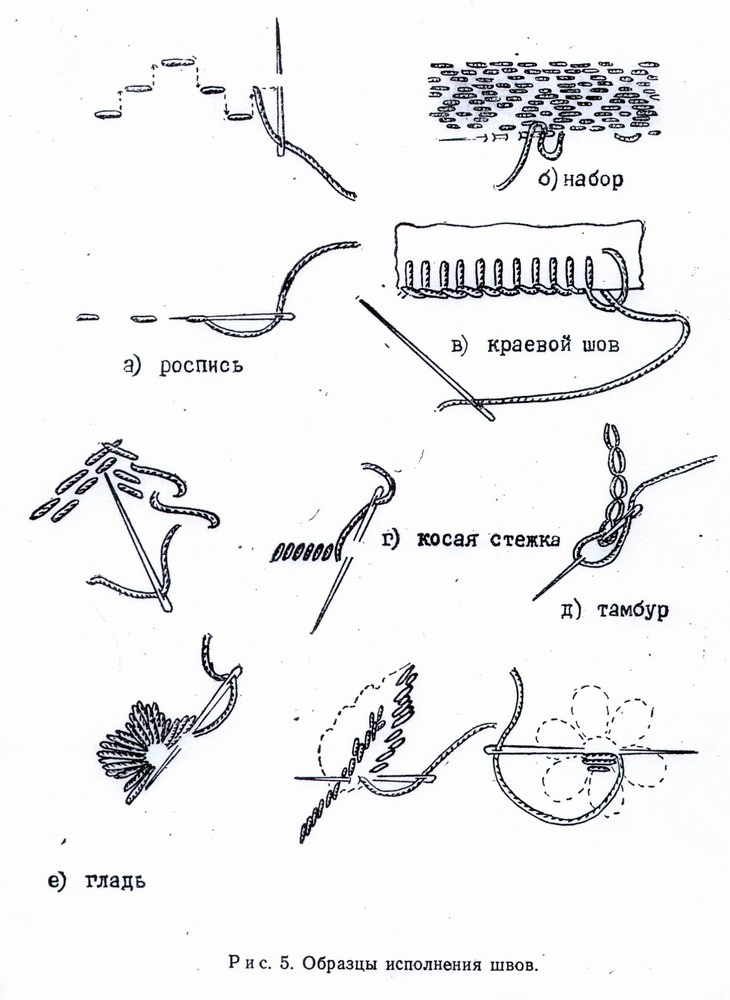 б) набор
в) краевой шов
а) роспись
г) косая стежка
д) тамбур
е) гладь
Рис. 5. Образцы исполнения швов.